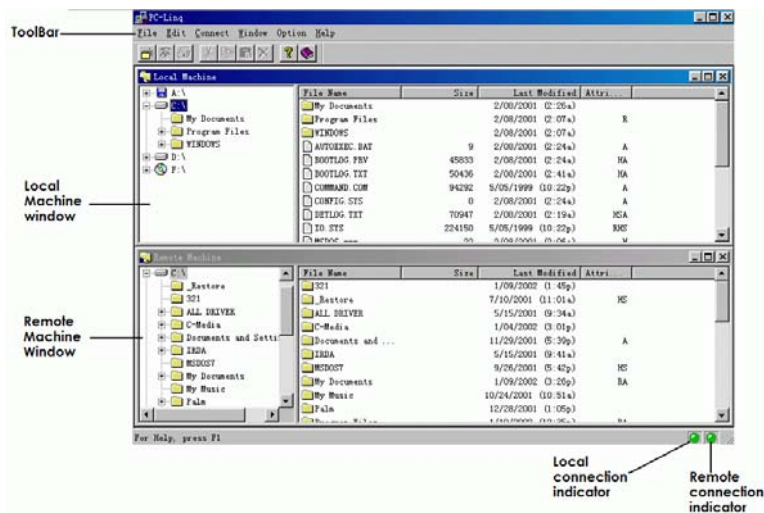 PC-Linq
ToolBar
File Edit Connect Window Option Help
Local Machine
A:\
C:\
My Documents
Program Files
WINDOWS
D:\
F:\
File Name Size Last Modified Attri...
My Documents 2/08/2001 (2:26a)
Program Files 2/08/2001 (2:07a) R
WINDOWS 2/08/2001 (2:07a)
AUTOEXEC.BAT 9 2/08/2001 (2:24a) A
BOOTLOG.PRV 45833 2/08/2001 (2:24a) HA
BOOTLOG.TXT 50436 2/08/2001 (2:41a) HA
COMMAND.COM 94292 5/05/1999 (10:22p) A
CONFIG.SYS 0 2/08/2001 (2:24a) A
DETLOG.TXT 70947 2/08/2001 (2:19a) HSA
IO.SYS 224150 5/05/1999 (10:22p) RHS
Local
Machine
window
Remote Machine
C:\
_Restore
321
ALL DRIVER
C-Media
Documents and Setti
IRDA
MSDOS7
My Documents
My Music
Palm
File Name Size Last Modified Attri...
321 1/09/2002 (1:45p)
_Restore 7/10/2001 (11:01a) HS
ALL DRIVER 5/15/2001 (9:34a)
C-Media 1/04/2002 (3:01p)
Documents and ... 11/29/2001 (5:39p) A
IRDA 5/15/2001 (9:41a)
MSDOS7 9/26/2001 (5:42p) HS
My Documents 1/09/2002 (3:26p) RA
My Music 10/24/2001 (10:51a)
Palm 12/28/2001 (1:05p)
Remote
Machine
Window
For Help, press F1
Local
connection
indicator
Remote
connection
indicator